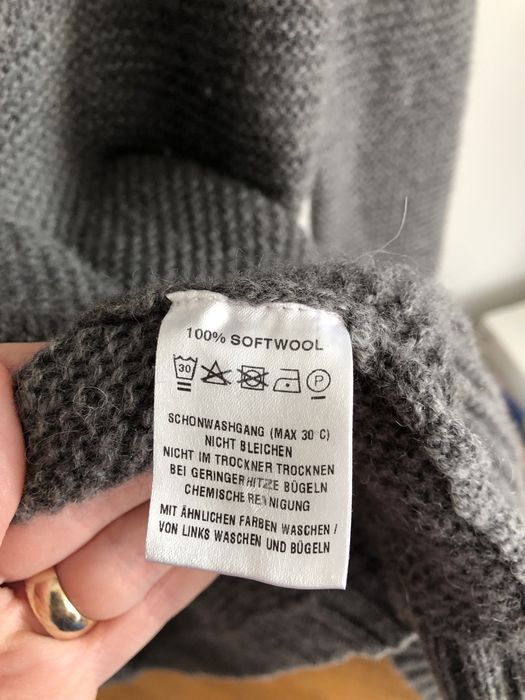 100% SOFTWOOL
30 P
SCHONWASHGANG (MAX 30°C)
NICHT BLEICHEN
NICHT IM TROCKNER TROCKNEN
BEI GERINGER HITZE BÜGELN
CHEMISCHE REINIGUNG
MIT ÄHNLICHEN FARBEN WASCHEN /
VON LINKS WASCHEN UND BÜGELN